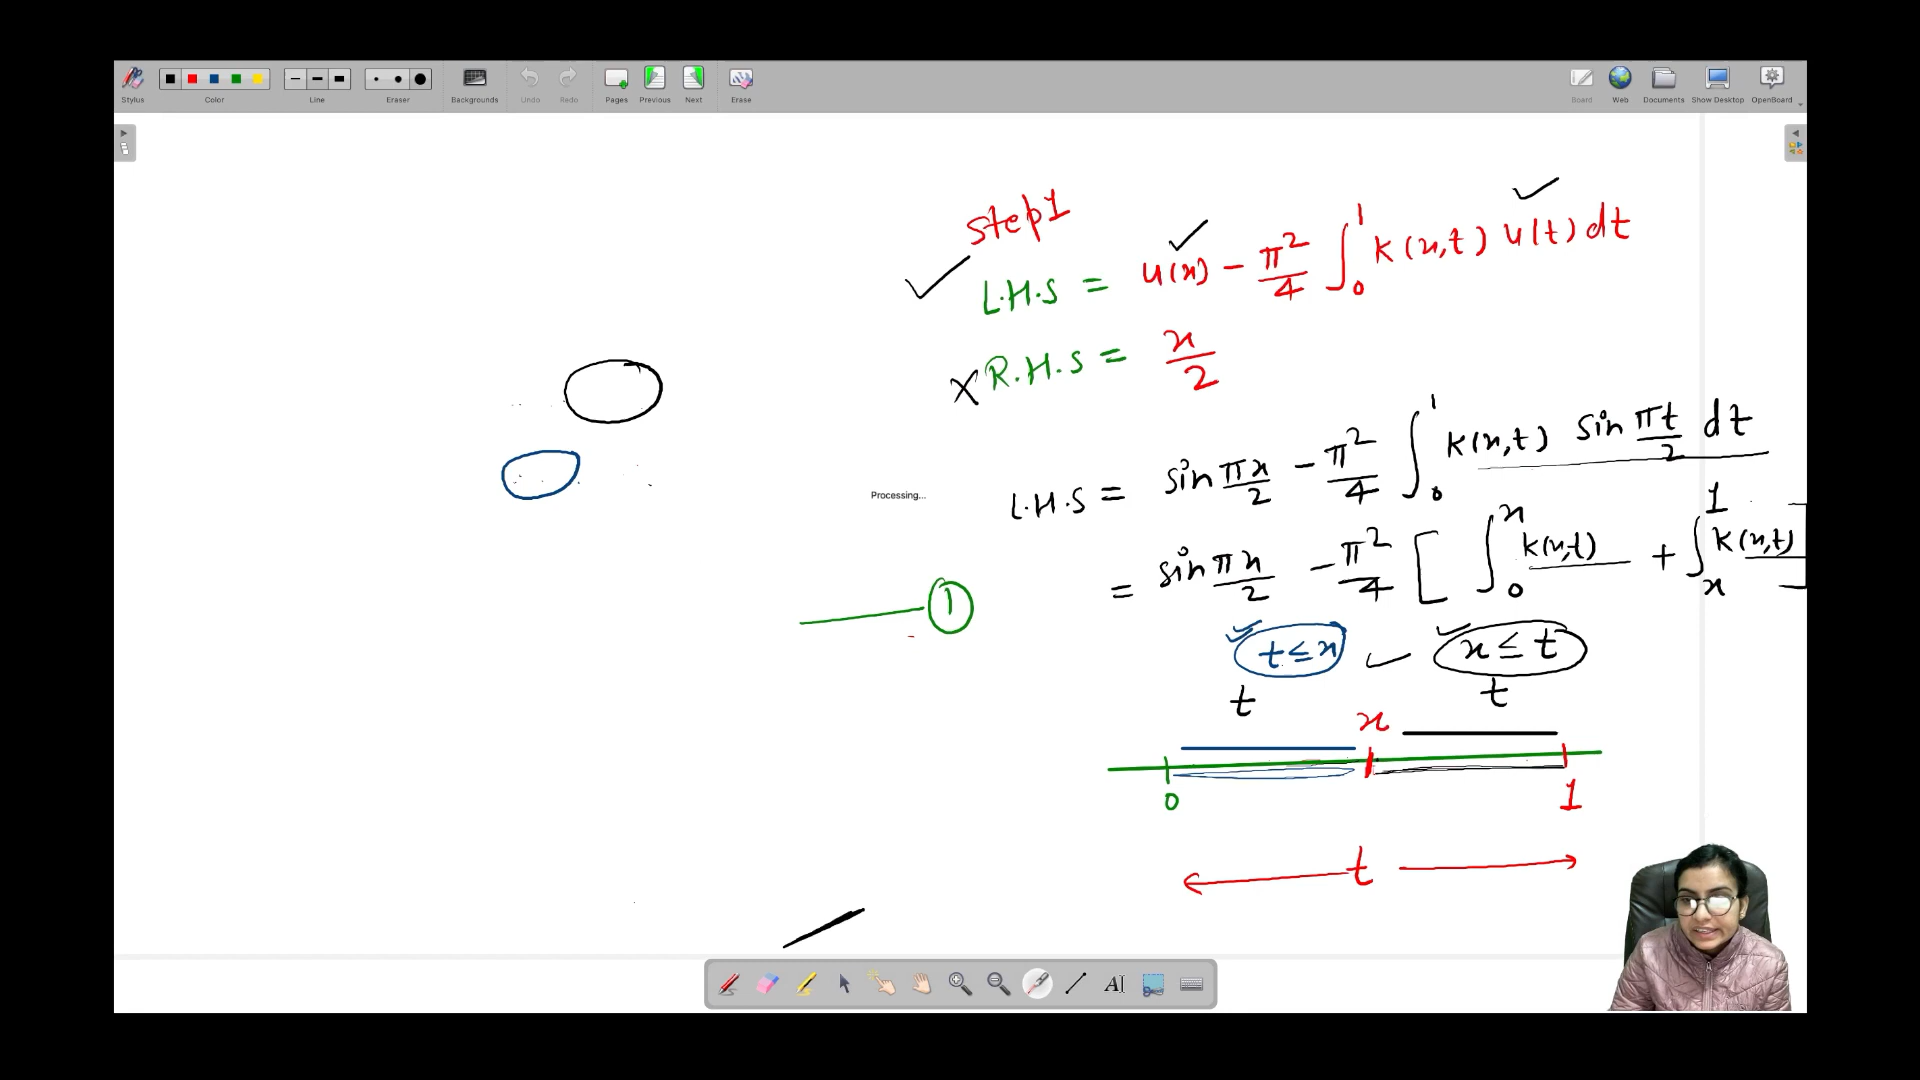 Stylus Color Line Eraser Backgrounds Undo Redo Pages Previous Next Erase Board Web Documents Show Desktop OpenBoard
Step1
L.H.S = u(x) - π²/4 ∫₀¹ K(x,t) u(t) dt
R.H.S = x/2
L.H.S = sin πx/2 - π²/4 ∫₀¹ K(x,t) sin πt/2 dt
Processing...
= sin πx/2 - π²/4 [ ∫₀ˣ K(x,t) + ∫ₓ¹ K(x,t) ]
1
t≤x x≤t
t t
x
0 1
t